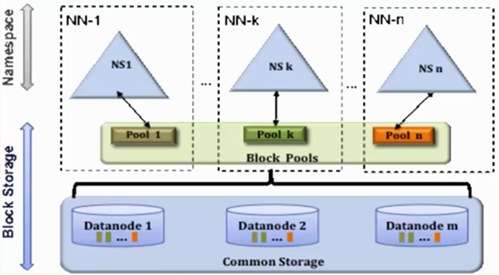 Namespace
NN-1
NN-k
NN-n
NS1
NS k
NS n
...
...
Block Storage
Pool 1
Pool k
Pool n
Block Pools
Datanode 1
Datanode 2
Datanode m
...
...
...
Common Storage